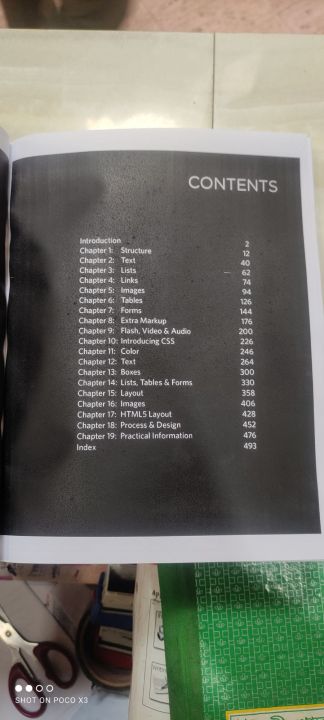 CONTENTS
Introduction 2
Chapter 1: Structure 12
Chapter 2: Text 40
Chapter 3: Lists 62
Chapter 4: Links 74
Chapter 5: Images 94
Chapter 6: Tables 126
Chapter 7: Forms 144
Chapter 8: Extra Markup 176
Chapter 9: Flash, Video & Audio 200
Chapter 10: Introducing CSS 226
Chapter 11: Color 246
Chapter 12: Text 264
Chapter 13: Boxes 300
Chapter 14: Lists, Tables & Forms 330
Chapter 15: Layout 358
Chapter 16: Images 406
Chapter 17: HTML5 Layout 428
Chapter 18: Process & Design 452
Chapter 19: Practical Information 476
Index 493
SHOT ON POCO X3